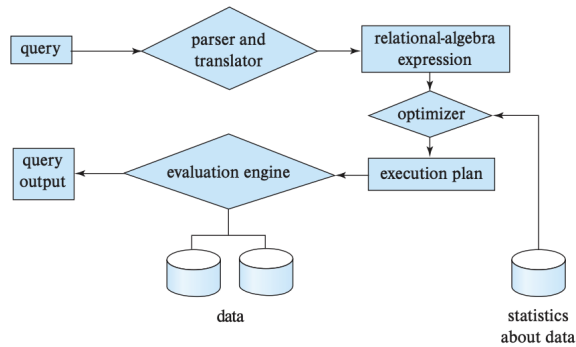 query
parser and
translator
relational-algebra
expression
optimizer
query
output
evaluation engine
execution plan
data
statistics
about data